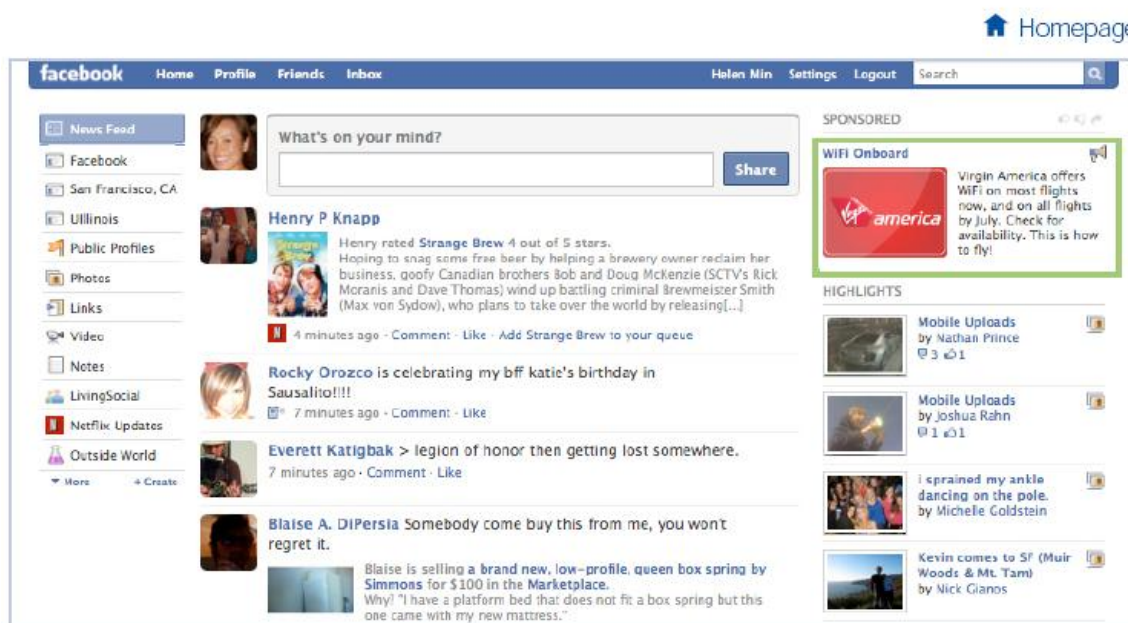 Homepage
facebook Home Profile Friends Inbox Helen Min Settings Logout Search
News Feed
Facebook
San Francisco, CA
UIllinois
Public Profiles
Photos
Links
Video
Notes
LivingSocial
Netflix Updates
Outside World
More + Create
What's on your mind?
Share
Henry P Knapp
Strange Brew
Henry rated Strange Brew 4 out of 5 stars.
Hoping to snag some free beer by helping a brewery owner reclaim her
business, goofy Canadian brothers Bob and Doug McKenzie (SCTV's Rick
Moranis and Dave Thomas) wind up battling criminal Brewmeister Smith
(Max von Sydow), who plans to take over the world by releasing[...]
N 4 minutes ago · Comment · Like · Add Strange Brew to your queue
Rocky Orozco is celebrating my bff katie's birthday in
Sausalito!!!!
7 minutes ago · Comment · Like
Everett Katigbak > legion of honor then getting lost somewhere.
7 minutes ago · Comment · Like
Blaise A. DiPersia Somebody come buy this from me, you won't
regret it.
Blaise is selling a brand new, low-profile, queen box spring by
Simmons for $100 in the Marketplace.
Why? "I have a platform bed that does not fit a box spring but this
one came with my new mattress."
SPONSORED
WiFi Onboard
Virgin america
Virgin America offers
WiFi on most flights
now, and on all flights
by July. Check for
availability. This is how
to fly!
HIGHLIGHTS
Mobile Uploads
by Nathan Prince
3 1
Mobile Uploads
by Joshua Rahn
1 1
i sprained my ankle
dancing on the pole.
by Michelle Goldstein
Kevin comes to SF (Muir
Woods & Mt. Tam)
by Nick Gianos